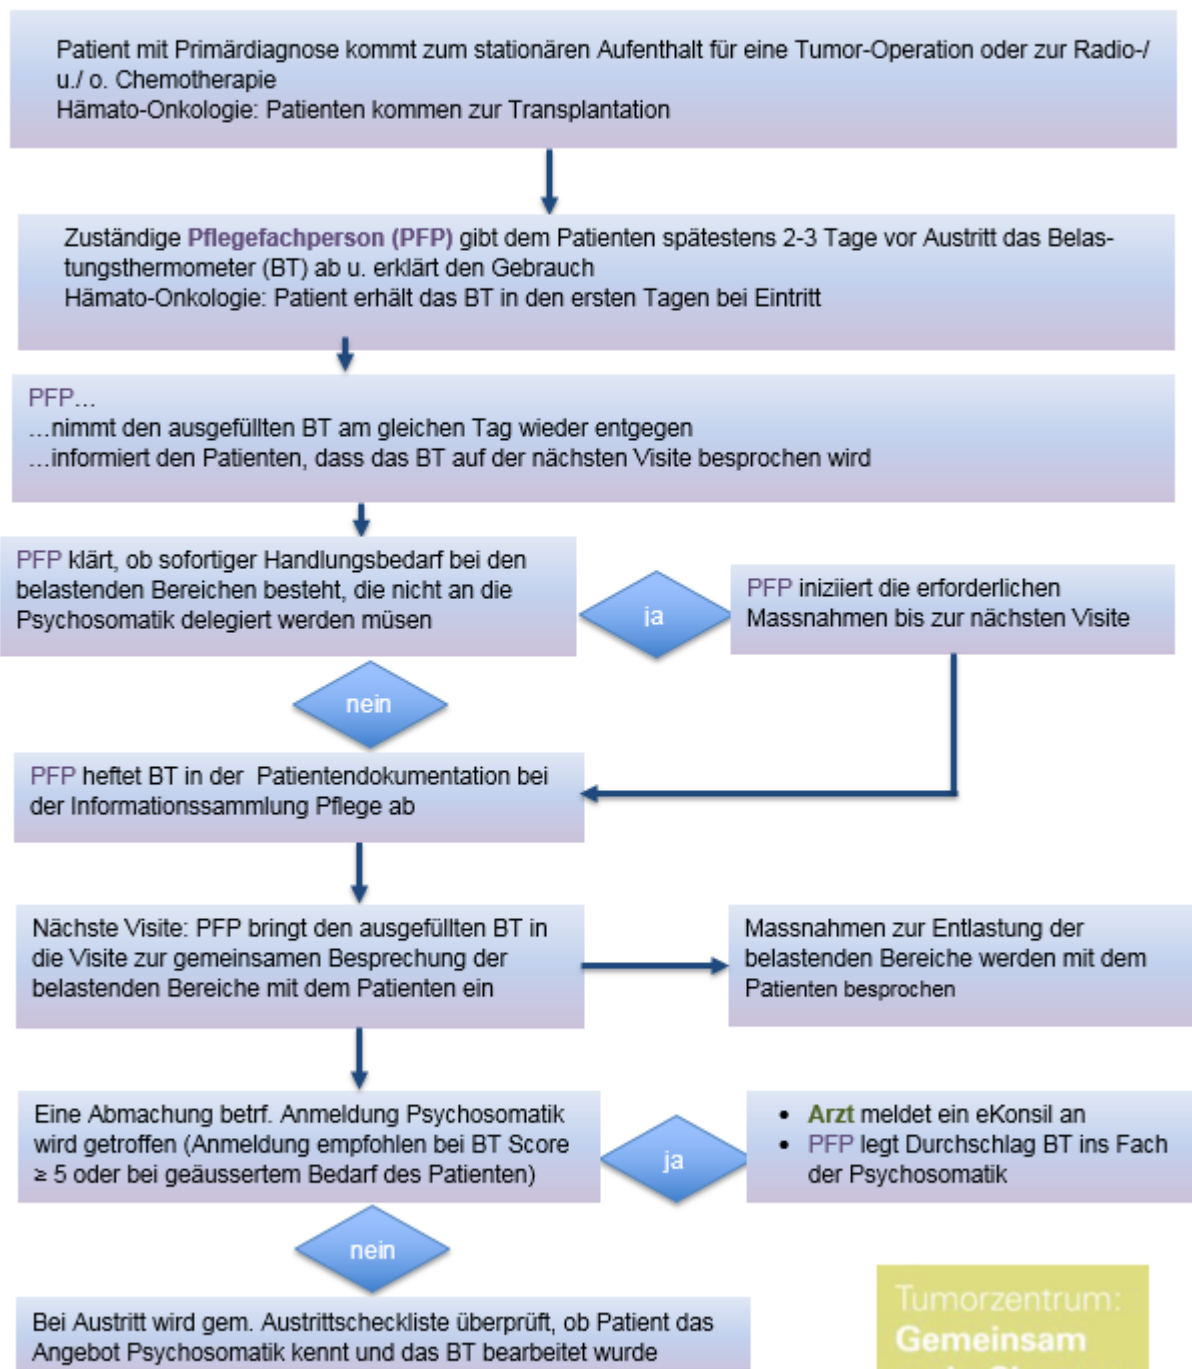 Patient mit Primärdiagnose kommt zum stationären Aufenthalt für eine Tumor-Operation oder zur Radio-/
u./ o. Chemotherapie
Hämato-Onkologie: Patienten kommen zur Transplantation
Zuständige Pflegefachperson (PFP) gibt dem Patienten spätestens 2-3 Tage vor Austritt das Belas-
tungsthermometer (BT) ab u. erklärt den Gebrauch
Hämato-Onkologie: Patient erhält das BT in den ersten Tagen bei Eintritt
PFP…
…nimmt den ausgefüllten BT am gleichen Tag wieder entgegen
…informiert den Patienten, dass das BT auf der nächsten Visite besprochen wird
PFP klärt, ob sofortiger Handlungsbedarf bei den
belastenden Bereichen besteht, die nicht an die
Psychosomatik delegiert werden müsen
ja
PFP iniziiert die erforderlichen
Massnahmen bis zur nächsten Visite
nein
PFP heftet BT in der Patientendokumentation bei
der Informationssammlung Pflege ab
Nächste Visite: PFP bringt den ausgefüllten BT in
die Visite zur gemeinsamen Besprechung der
belastenden Bereiche mit dem Patienten ein
Massnahmen zur Entlastung der
belastenden Bereiche werden mit dem
Patienten besprochen
Eine Abmachung betrf. Anmeldung Psychosomatik
wird getroffen (Anmeldung empfohlen bei BT Score
≥ 5 oder bei geäussertem Bedarf des Patienten)
ja
• Arzt meldet ein eKonsil an
• PFP legt Durchschlag BT ins Fach
der Psychosomatik
nein
Bei Austritt wird gem. Austrittscheckliste überprüft, ob Patient das
Angebot Psychosomatik kennt und das BT bearbeitet wurde
Tumorzentrum:
Gemeinsam